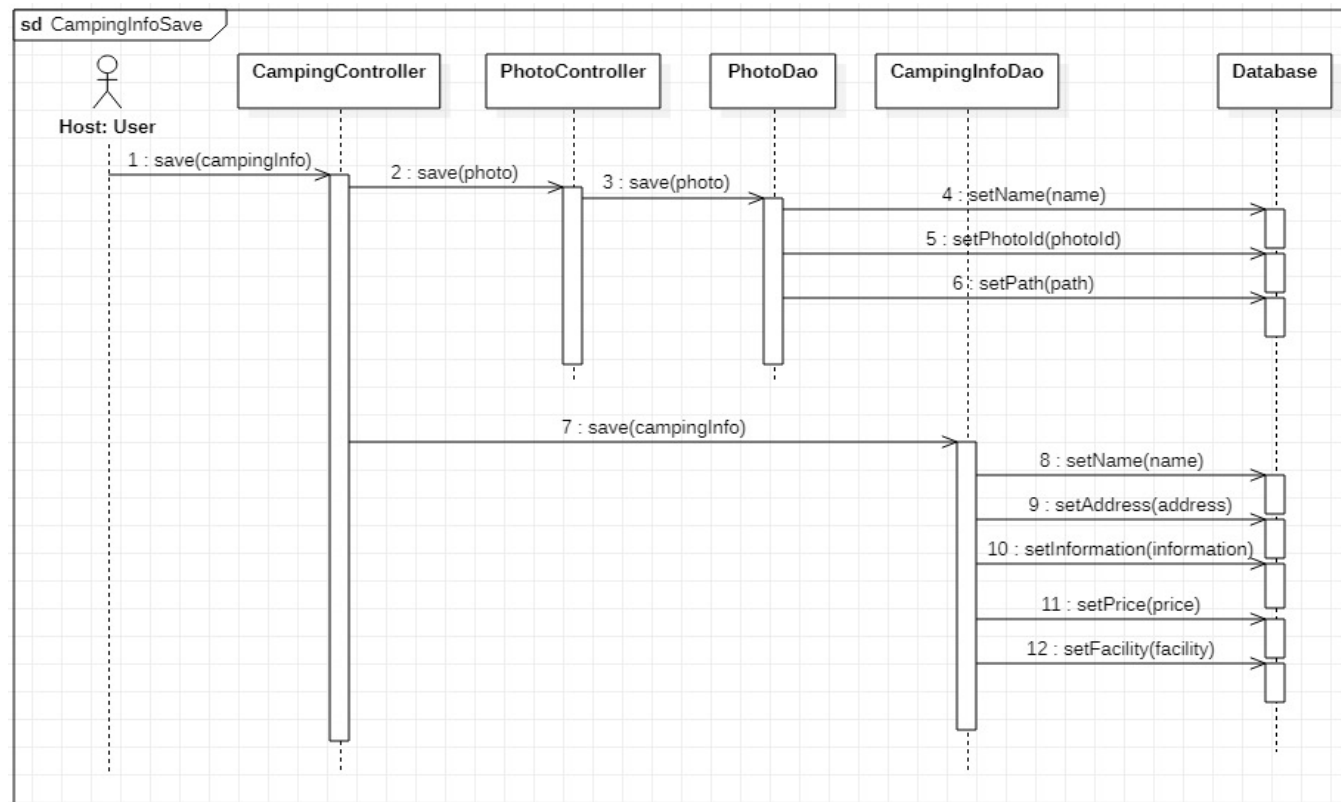 sd CampingInfoSave
CampingController
PhotoController
PhotoDao
CampingInfoDao
Database
Host: User
1 : save(campingInfo)
2 : save(photo)
3 : save(photo)
4 : setName(name)
5 : setPhotoId(photoId)
6 : setPath(path)
7 : save(campingInfo)
8 : setName(name)
9 : setAddress(address)
10 : setInformation(information)
11 : setPrice(price)
12 : setFacility(facility)